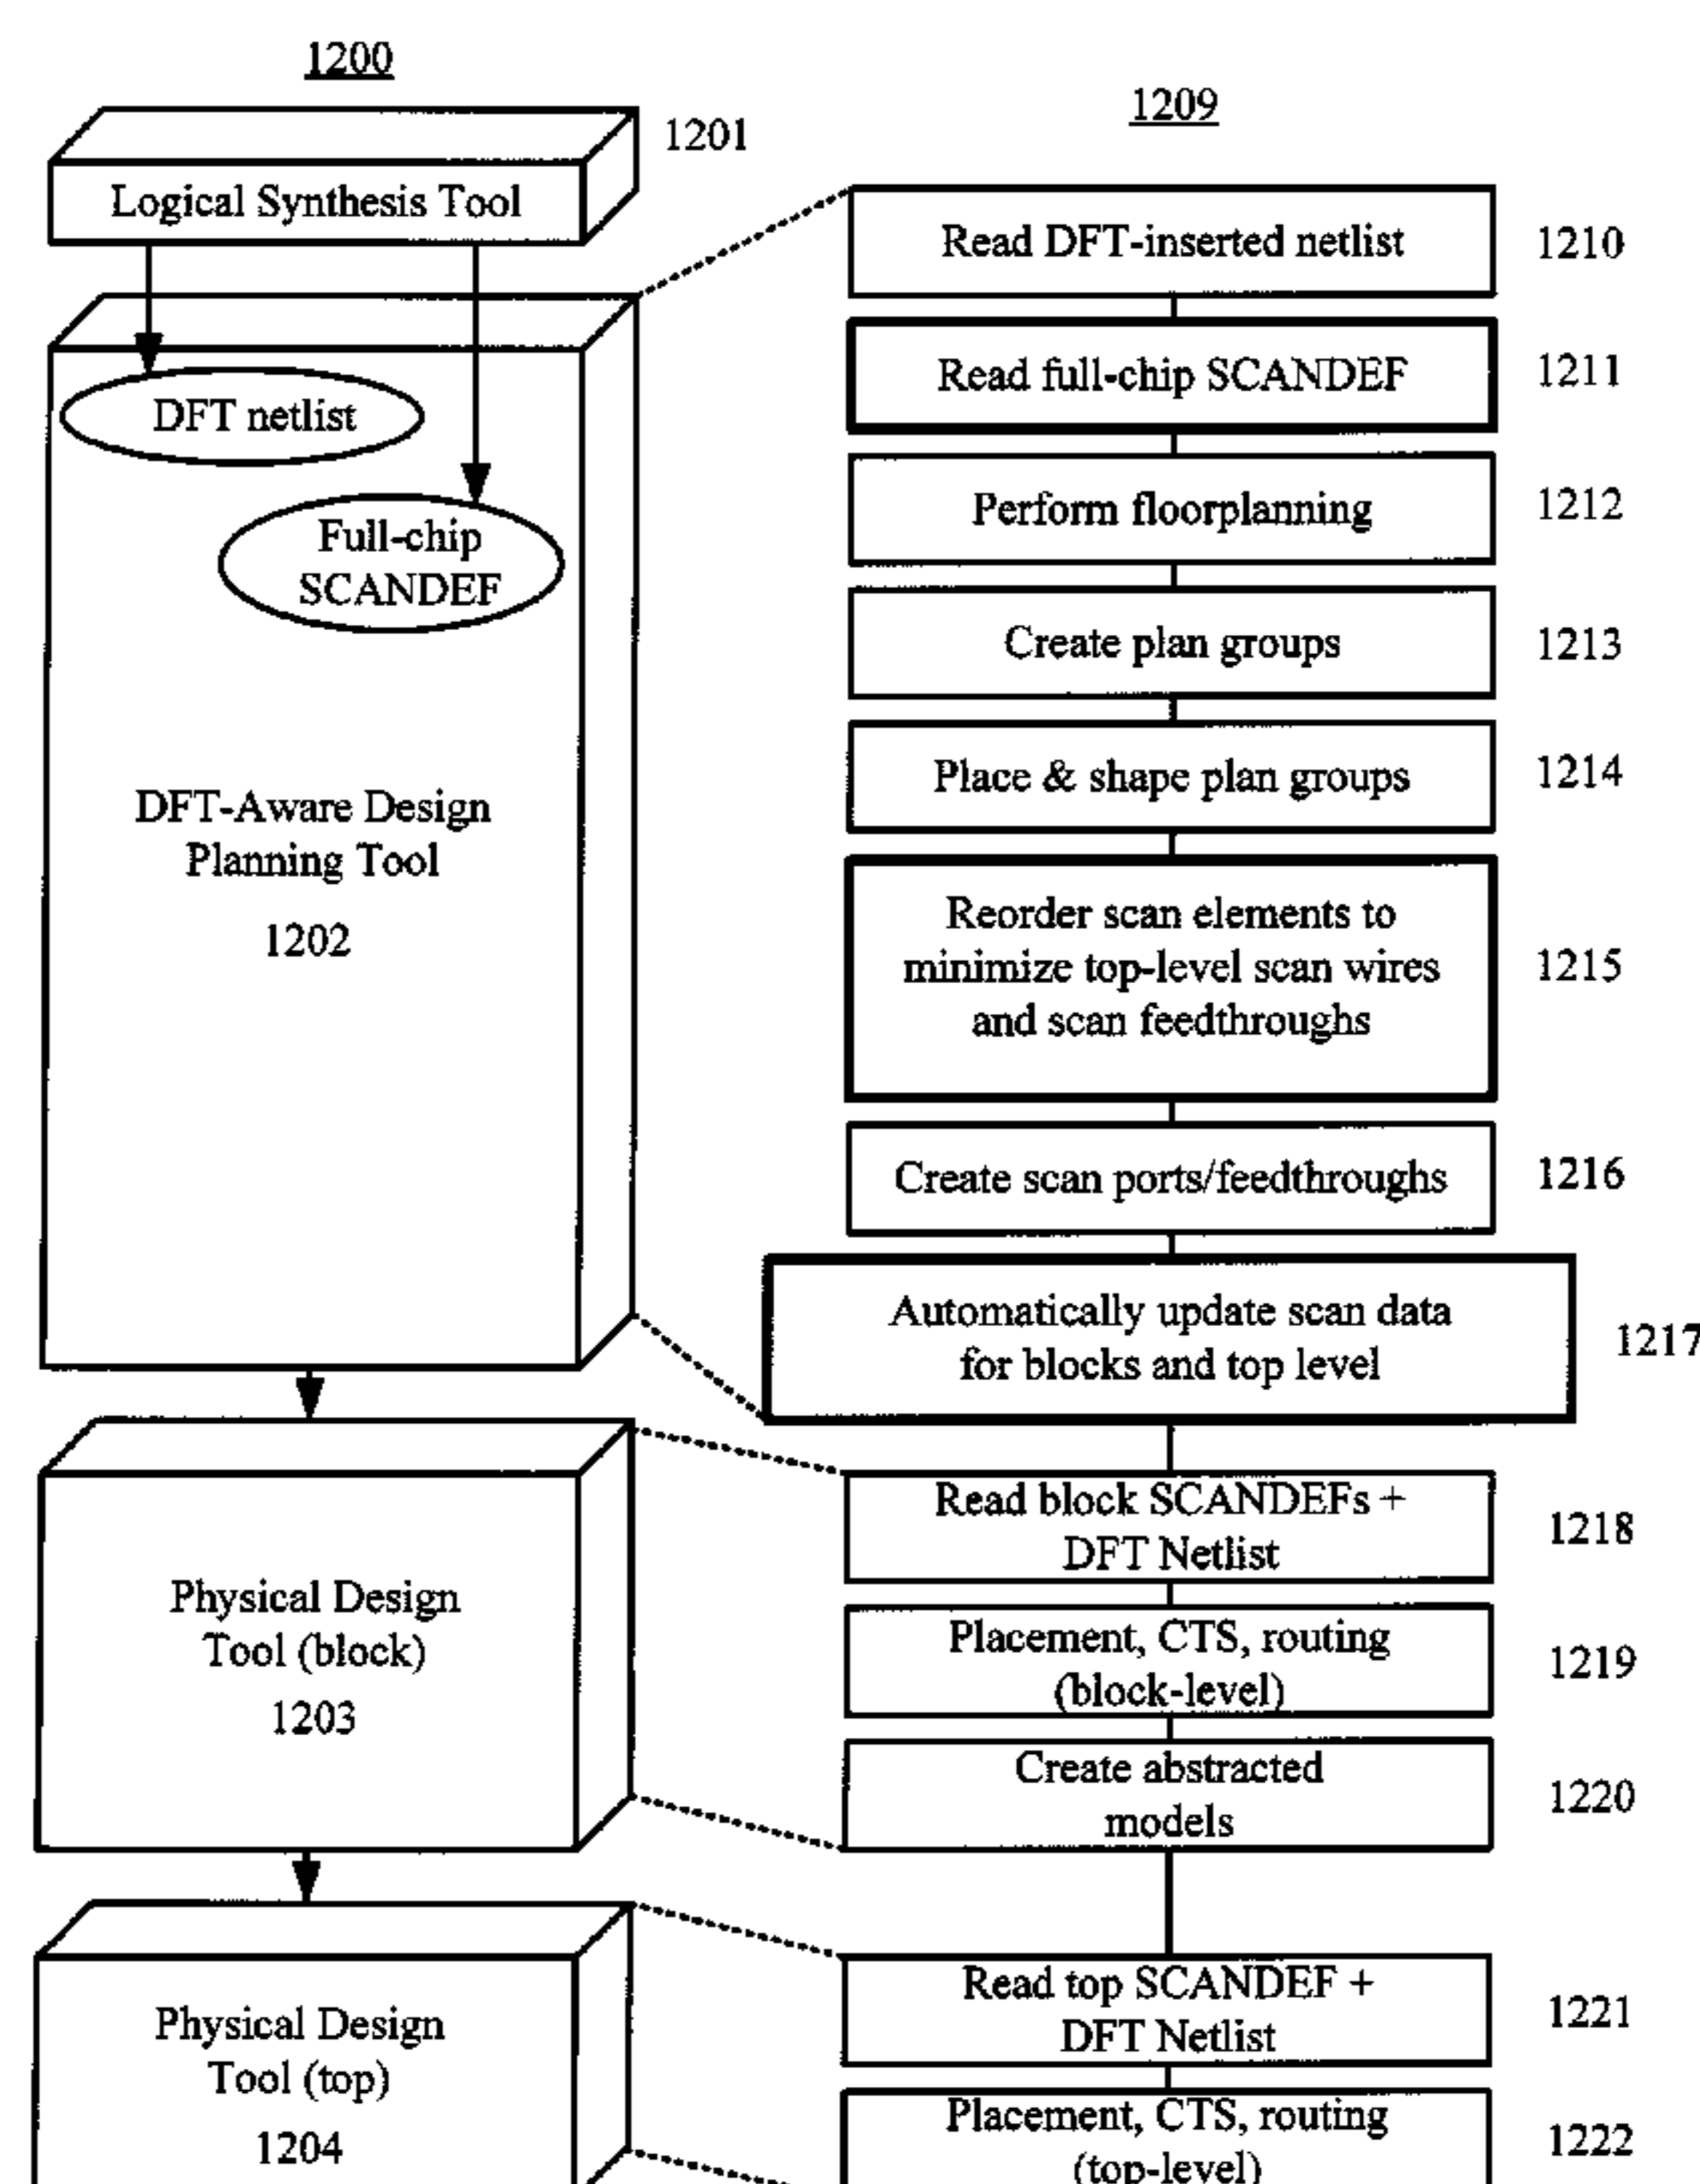 1200
1201
Logical Synthesis Tool
DFT netlist
Full-chip
SCANDEF
DFT-Aware Design
Planning Tool
1202
Physical Design
Tool (block)
1203
Physical Design
Tool (top)
1204
1209
Read DFT-inserted netlist
1210
Read full-chip SCANDEF
1211
Perform floorplanning
1212
Create plan groups
1213
Place & shape plan groups
1214
Reorder scan elements to
minimize top-level scan wires
and scan feedthroughs
1215
Create scan ports/feedthroughs
1216
Automatically update scan data
for blocks and top level
1217
Read block SCANDEFs +
DFT Netlist
1218
Placement, CTS, routing
(block-level)
1219
Create abstracted
models
1220
Read top SCANDEF +
DFT Netlist
1221
Placement, CTS, routing
(top-level)
1222